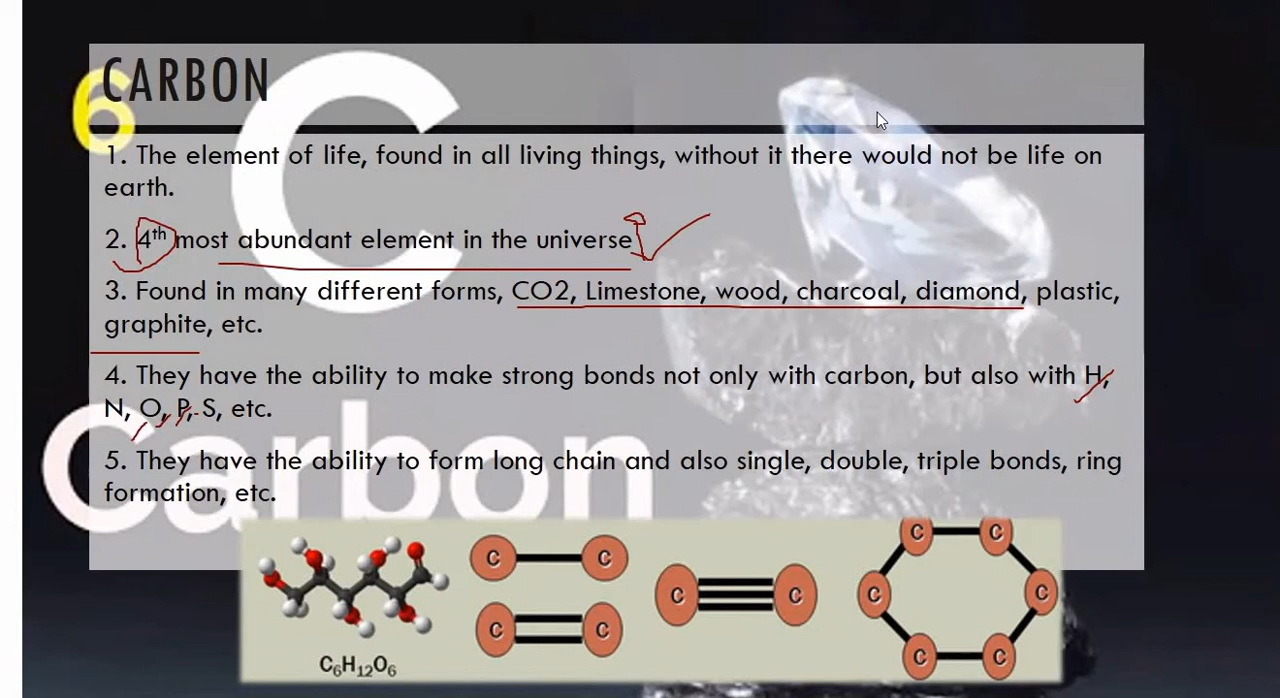 6
C
CARBON
1. The element of life, found in all living things, without it there would not be life on
earth.
2. 4th most abundant element in the universe
3. Found in many different forms, CO2, Limestone, wood, charcoal, diamond, plastic,
graphite, etc.
4. They have the ability to make strong bonds not only with carbon, but also with H,
N, O, P, S, etc.
Carbon
5. They have the ability to form long chain and also single, double, triple bonds, ring
formation, etc.
C C
C C
C C
C C
C C
C C
C₆H₁₂O₆